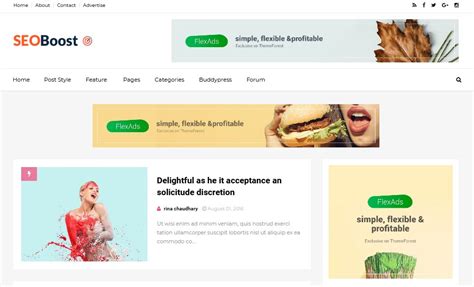 Home About Contact Advertise
SEOBoost
FlexAds
simple, flexible &profitable
Exclusive on ThemeForest
Home Post Style Feature Pages Categories Buddypress Forum
FlexAds
simple, flexible &profitable
Exclusive on ThemeForest
Delightful as he it acceptance an
solicitude discretion
rina chaudhary August 01, 2018
Ut wisi enim ad minim veniam, quis nostrud exerci
tation ullamcorper suscipit lobortis nisl ut aliquip ex ea
commodo...
FlexAds
simple, flexible &
profitable
Exclusive on ThemeForest